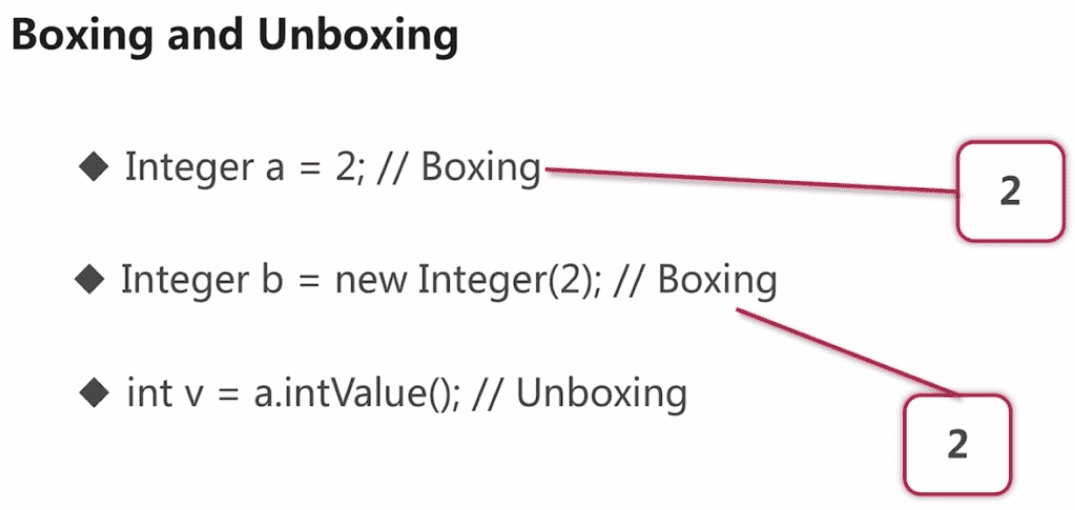 Boxing and Unboxing
◆ Integer a = 2; // Boxing
2
◆ Integer b = new Integer(2); // Boxing
◆ int v = a.intValue(); // Unboxing
2